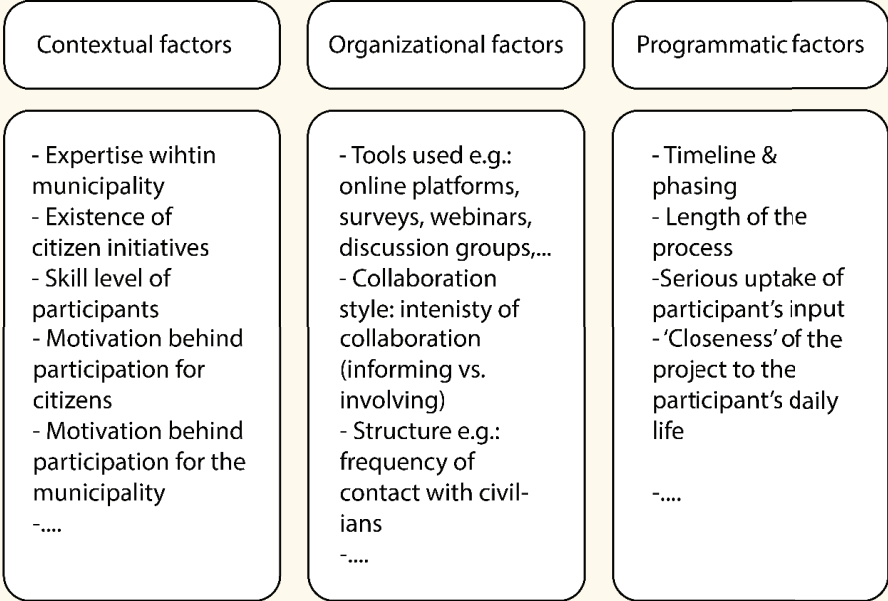 Contextual factors
Organizational factors
Programmatic factors
- Expertise wihtin
municipality
- Existence of
citizen initiatives
- Skill level of
participants
- Motivation behind
participation for
citizens
- Motivation behind
participation for the
municipality
-....
- Tools used e.g.:
online platforms,
surveys, webinars,
discussion groups,...
- Collaboration
style: intenisty of
collaboration
(informing vs.
involving)
- Structure e.g.:
frequency of
contact with civil-
ians
-....
- Timeline &
phasing
- Length of the
process
-Serious uptake of
participant's input
- 'Closeness' of the
project to the
participant's daily
life
-....